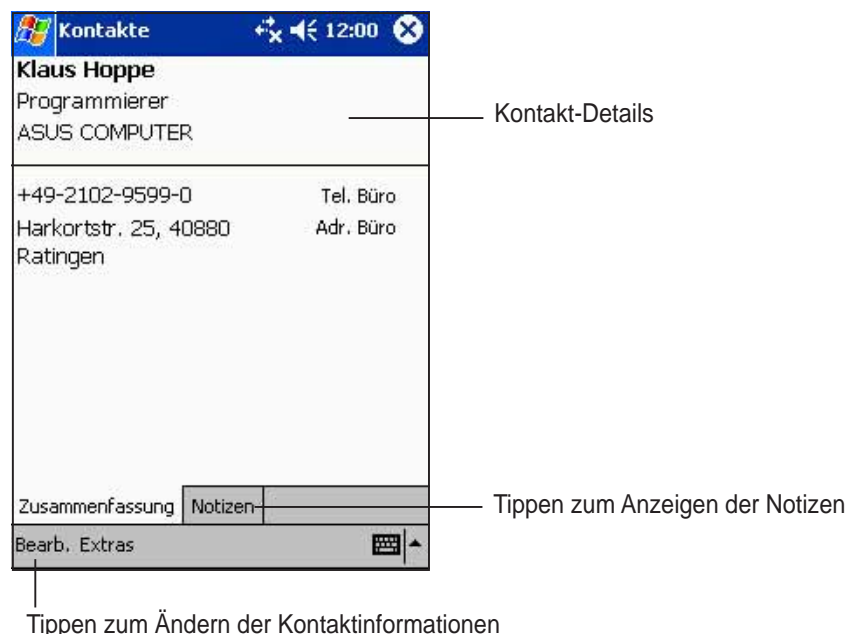 Kontakte 12:00
Klaus Hoppe
Programmierer
ASUS COMPUTER
Kontakt-Details
+49-2102-9599-0 Tel. Büro
Harkortstr. 25, 40880 Adr. Büro
Ratingen
Zusammenfassung Notizen
Tippen zum Anzeigen der Notizen
Bearb. Extras
Tippen zum Ändern der Kontaktinformationen